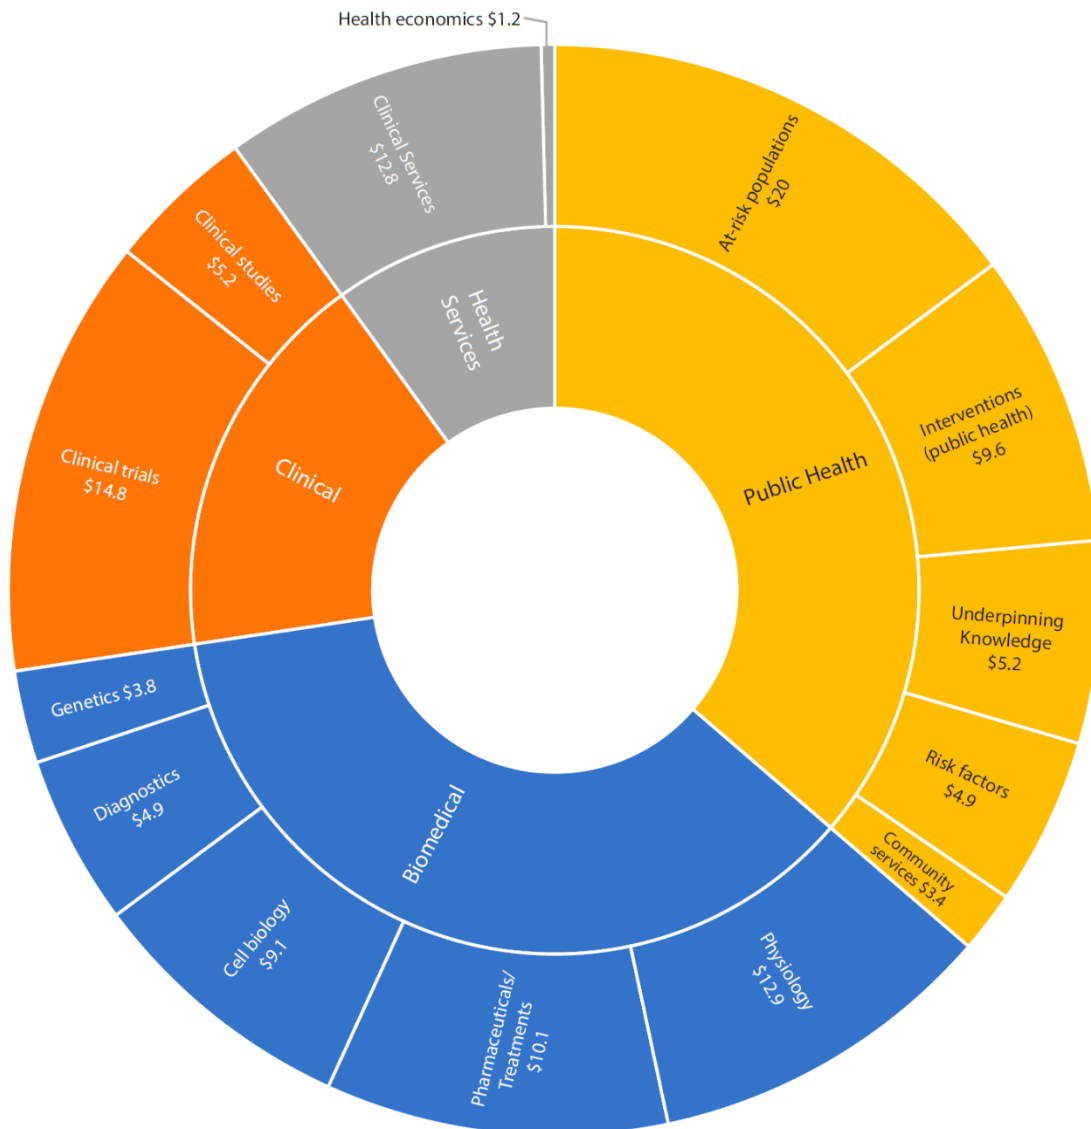 Health economics $1.2
Clinical Services
$12.8
Health
Services
At-risk populations
$20
Interventions
(public health)
$9.6
Public Health
Underpinning
Knowledge
$5.2
Risk factors
$4.9
Community
services $3.4
Clinical studies
$5.2
Clinical trials
$14.8
Clinical
Genetics $3.8
Diagnostics
$4.9
Biomedical
Cell biology
$9.1
Pharmaceuticals/
Treatments
$10.1
Physiology
$12.9